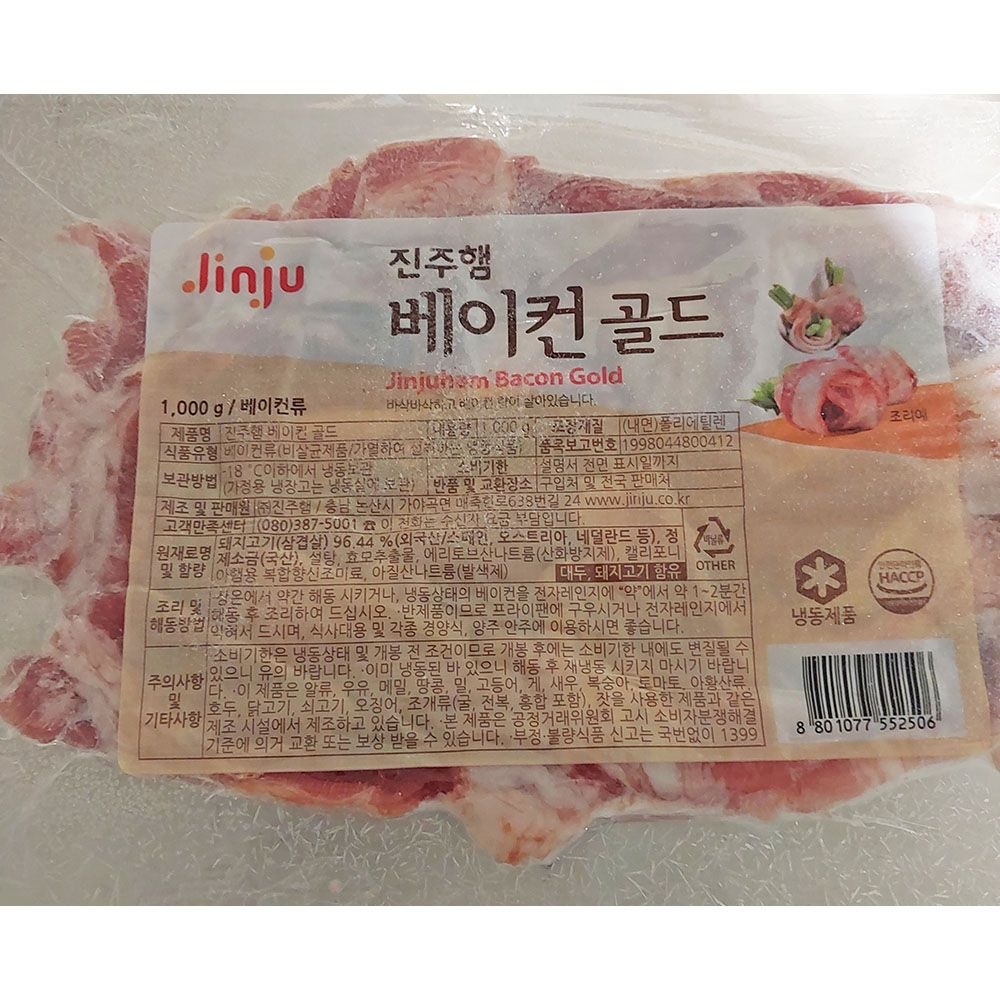 Jinju
진주햄
베이컨 골드
Jinjuham Bacon Gold
바삭바삭하고 베이컨 향이 살아있습니다.
조리예
1,000 g / 베이컨류
제품명 진주햄 베이컨 골드 내용량 1,000 g 포장재질 (내면)폴리에틸렌
식품유형 베이컨류(비살균제품/가열하여 섭취하는 냉동식품) 품목보고번호 1998044800412
보관방법 -18 ℃이하에서 냉동보관 소비기한 설명서 전면 표시일까지
(가정용 냉장고는 냉동실에 보관) 반품 및 교환장소 구입처 및 전국 판매처
제조 및 판매원 ㈜진주햄 / 충남 논산시 가야곡면 매죽헌로638번길 24 www.jinju.co.kr
고객만족센터 (080)387-5001 ☎ 이 전화는 수신자 요금 부담입니다.
원재료명 및 함량 돼지고기(삼겹살) 96.44 %(외국산/스페인, 오스트리아, 네덜란드 등), 정
제소금(국산), 설탕, 효모추출물, 에리토브산나트륨(산화방지제), 캘리포니
아햄용 복합향신조미료, 아질산나트륨(발색제) 대두, 돼지고기 함유
바닐류
OTHER
조리 및 해동방법 상온에서 약간 해동 시키거나, 냉동상태의 베이컨을 전자레인지에 "약"에서 약 1~2분간
해동 후 조리하여 드십시오. ·반제품이므로 프라이팬에 구우시거나 전자레인지에서
익혀서 드시며, 식사대용 및 각종 경양식, 양주 안주에 이용하시면 좋습니다.
주의사항 및 기타사항 소비기한은 냉동상태 및 개봉 전 조건이므로 개봉 후에는 소비기한 내에도 변질될 수
있으니 유의 바랍니다. ·이미 냉동된 바 있으니 해동 후 재냉동 시키지 마시기 바랍니
다. ·이 제품은 알류, 우유, 메밀, 땅콩, 밀, 고등어, 게, 새우, 복숭아, 토마토, 아황산류,
호두, 닭고기, 쇠고기, 오징어, 조개류(굴, 전복, 홍합 포함), 잣을 사용한 제품과 같은
제조 시설에서 제조하고 있습니다. ·본 제품은 공정거래위원회 고시 소비자분쟁해결
기준에 의거 교환 또는 보상 받을 수 있습니다. ·부정·불량식품 신고는 국번없이 1399
냉동제품
HACCP
8 801077 552506